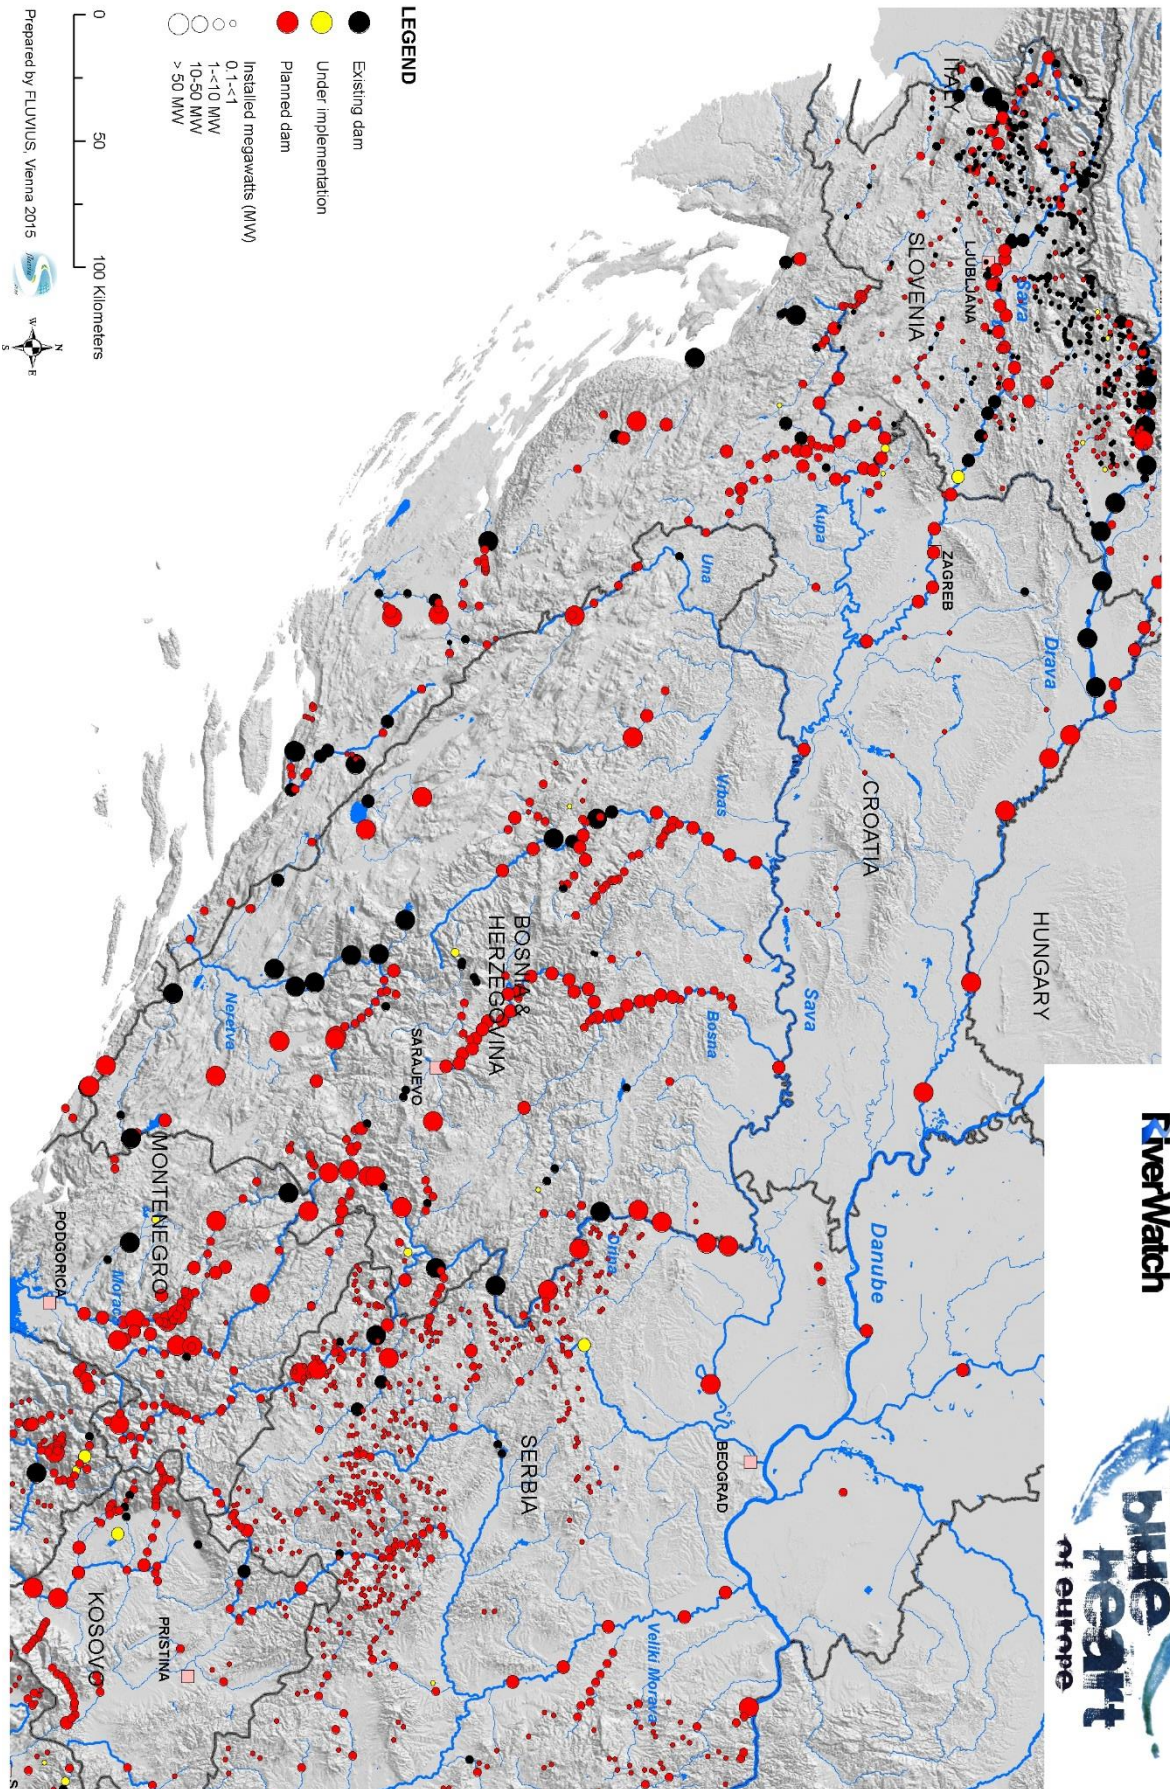 RiverWatch
blue
heart
of europe
ITALY
SLOVENIA
LJUBLJANA
Sava
HUNGARY
Drava
ZAGREB
Kupa
CROATIA
Una
Vrbas
Sava
Danube
Bosna
BOSNIA &
HERZEGOVINA
SARAJEVO
Neretva
Drina
BEOGRAD
SERBIA
Veliki Morava
MONTENEGRO
Morac
PODGORICA
KOSOVO
PRISTINA
LEGEND
Existing dam
Under implementation
Planned dam
Installed megawatts (MW)
0.1-<1
1-<10 MW
10-50 MW
> 50 MW
0 50 100 Kilometers
Prepared by FLUVIUS, Vienna 2015
N
W E
S